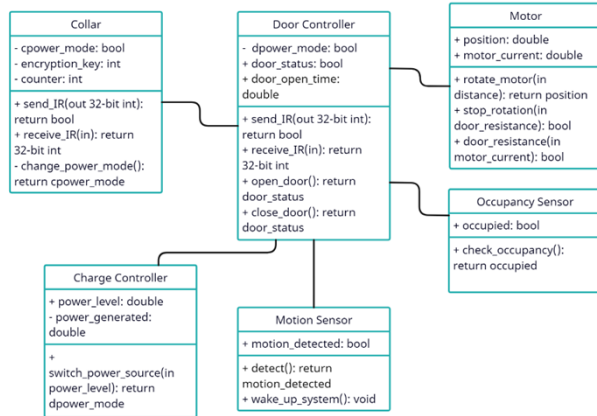 Collar
- cpower_mode: bool
- encryption_key: int
- counter: int
+ send_IR(out 32-bit int):
return bool
+ receive_IR(in): return
32-bit int
- change_power_mode():
return cpower_mode
Door Controller
- dpower_mode: bool
+ door_status: bool
+ door_open_time:
double
+ send_IR(out 32-bit int):
return bool
+ receive_IR(in): return
32-bit int
+ open_door(): return
door_status
+ close_door(): return
door_status
Motor
+ position: double
+ motor_current: double
+ rotate_motor(in
distance): return position
+ stop_rotation(in
door_resistance): bool
+ door_resistance(in
motor_current): bool
Occupancy Sensor
+ occupied: bool
+ check_occupancy():
return occupied
Charge Controller
+ power_level: double
- power_generated:
double
+
switch_power_source(in
power_level): return
dpower_mode
Motion Sensor
+ motion_detected: bool
+ detect(): return
motion_detected
+ wake_up_system(): void